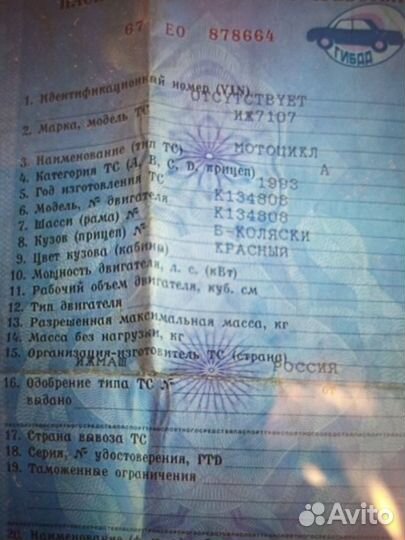 67 ЕО 878664
ГИБДД
1. Идентификационный номер (VIN) ОТСУТСТВУЕТ
2. Марка, модель ТС ИЖ7107
3. Наименование (тип ТС) МОТОЦИКЛ
4. Категория ТС (А, В, С, D, прицеп) А
5. Год изготовления ТС 1993
6. Модель, № двигателя К134808
7. Шасси (рама) № К134808
8. Кузов (прицеп) № Б-КОЛЯСКИ
9. Цвет кузова (кабины) КРАСНЫЙ
10. Мощность двигателя, л. с. (кВт)
11. Рабочий объем двигателя, куб. см
12. Тип двигателя
13. Разрешенная максимальная масса, кг
14. Масса без нагрузки, кг
15. Организация-изготовитель ТС (страна)
ИЖМАШ РОССИЯ
16. Одобрение типа ТС № от
выдано
17. Страна вывоза ТС
18. Серия, № удостоверения, ГТД
19. Таможенные ограничения
20. Наименование
Avito